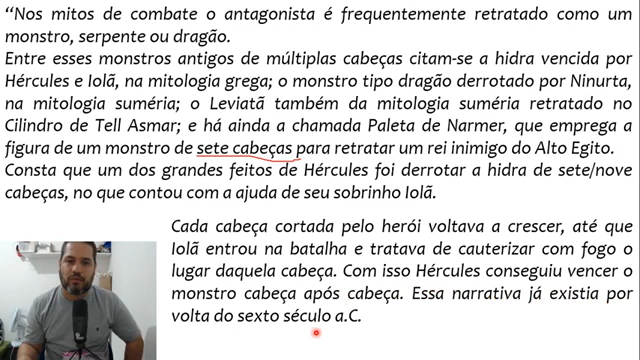 “Nos mitos de combate o antagonista é frequentemente retratado como um
monstro, serpente ou dragão.
Entre esses monstros antigos de múltiplas cabeças citam-se a hidra vencida por
Hércules e Iolã, na mitologia grega; o monstro tipo dragão derrotado por Ninurta,
na mitologia suméria; o Leviatã também da mitologia suméria retratado no
Cilindro de Tell Asmar; e há ainda a chamada Paleta de Narmer, que emprega a
figura de um monstro de sete cabeças para retratar um rei inimigo do Alto Egito.
Consta que um dos grandes feitos de Hércules foi derrotar a hidra de sete/nove
cabeças, no que contou com a ajuda de seu sobrinho Iolã.
Cada cabeça cortada pelo herói voltava a crescer, até que
Iolã entrou na batalha e tratava de cauterizar com fogo o
lugar daquela cabeça. Com isso Hércules conseguiu vencer o
monstro cabeça após cabeça. Essa narrativa já existia por
volta do sexto século a.C.